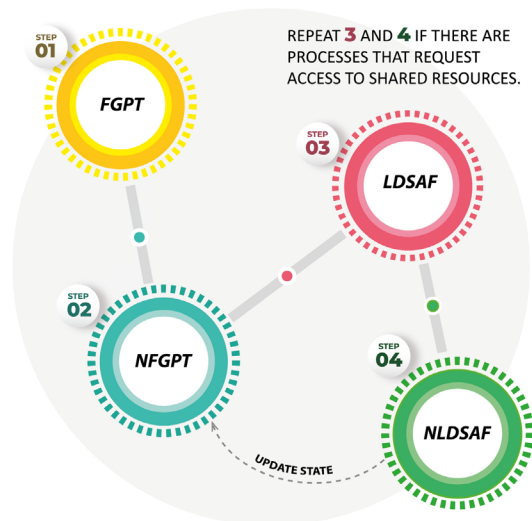 STEP
01
FGPT
REPEAT 3 AND 4 IF THERE ARE
PROCESSES THAT REQUEST
ACCESS TO SHARED RESOURCES.
STEP
03
LDSAF
STEP
02
NFGPT
STEP
04
NLDSAF
UPDATE STATE